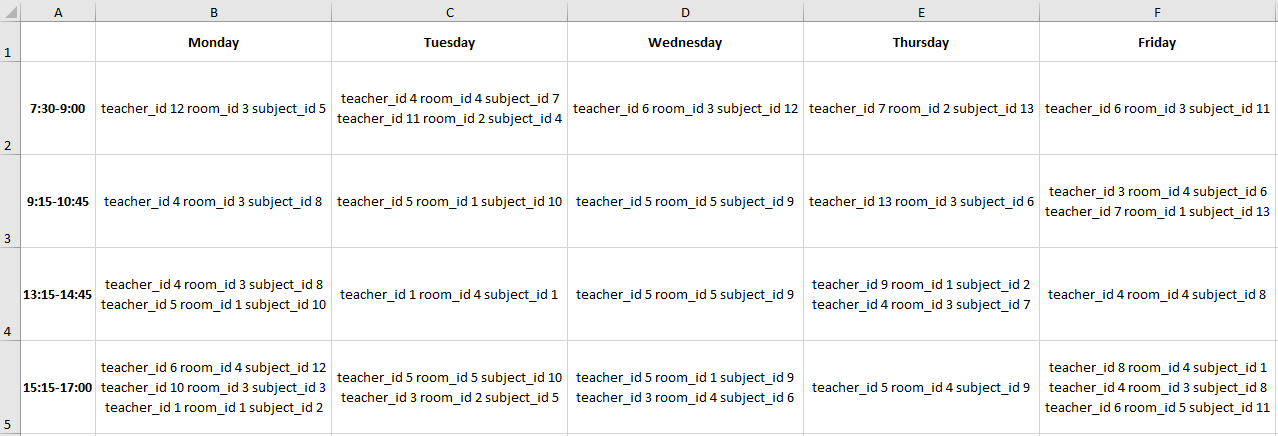 A B C D E F
1 Monday Tuesday Wednesday Thursday Friday
2 7:30-9:00 teacher_id 12 room_id 3 subject_id 5 teacher_id 4 room_id 4 subject_id 7
teacher_id 11 room_id 2 subject_id 4 teacher_id 6 room_id 3 subject_id 12 teacher_id 7 room_id 2 subject_id 13 teacher_id 6 room_id 3 subject_id 11
3 9:15-10:45 teacher_id 4 room_id 3 subject_id 8 teacher_id 5 room_id 1 subject_id 10 teacher_id 5 room_id 5 subject_id 9 teacher_id 13 room_id 3 subject_id 6 teacher_id 3 room_id 4 subject_id 6
teacher_id 7 room_id 1 subject_id 13
4 13:15-14:45 teacher_id 4 room_id 3 subject_id 8
teacher_id 5 room_id 1 subject_id 10 teacher_id 1 room_id 4 subject_id 1 teacher_id 5 room_id 5 subject_id 9 teacher_id 9 room_id 1 subject_id 2
teacher_id 4 room_id 3 subject_id 7 teacher_id 4 room_id 4 subject_id 8
5 15:15-17:00 teacher_id 6 room_id 4 subject_id 12
teacher_id 10 room_id 3 subject_id 3
teacher_id 1 room_id 1 subject_id 2 teacher_id 5 room_id 5 subject_id 10
teacher_id 3 room_id 2 subject_id 5 teacher_id 5 room_id 1 subject_id 9
teacher_id 3 room_id 4 subject_id 6 teacher_id 5 room_id 4 subject_id 9 teacher_id 8 room_id 4 subject_id 1
teacher_id 4 room_id 3 subject_id 8
teacher_id 6 room_id 5 subject_id 11